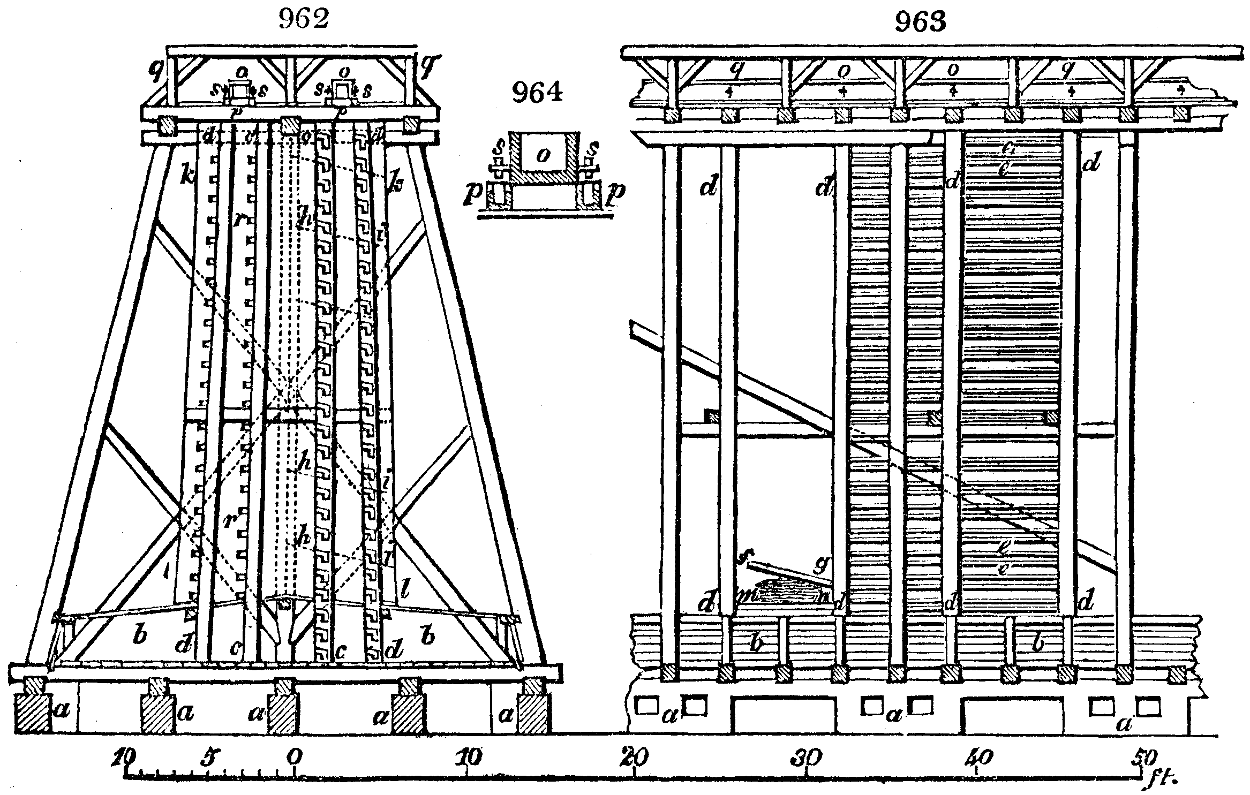 962
963
964
q o o q
s s s s
p p
d c c d
k k
r h i
h i
r h l
l
b b
d c c d
a a a a a
s o s
p p
q o o q
e
e
d d d d
f g
m n
e
e
d d d d
b b
a a a
10 5 0 10 20 30 40 50 ft.